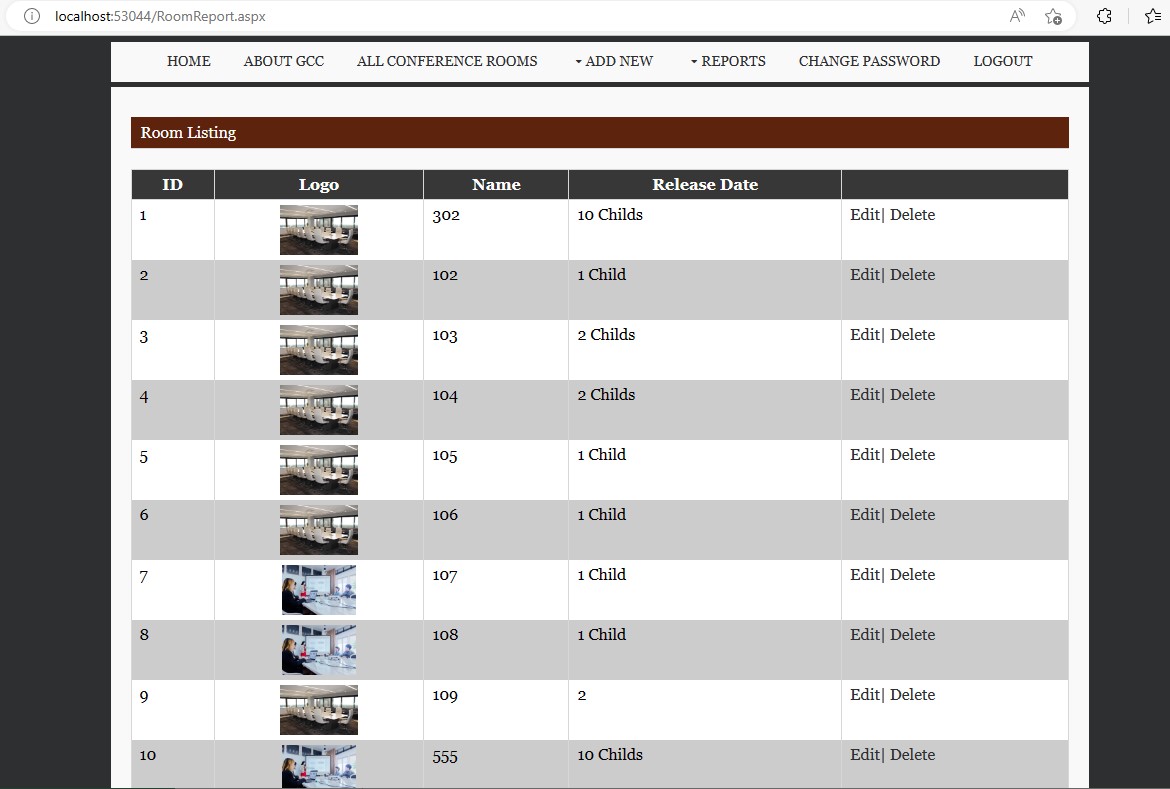 localhost:53044/RoomReport.aspx
HOME ABOUT GCC ALL CONFERENCE ROOMS ADD NEW REPORTS CHANGE PASSWORD LOGOUT
Room Listing
ID Logo Name Release Date
1 302 10 Childs Edit| Delete
2 102 1 Child Edit| Delete
3 103 2 Childs Edit| Delete
4 104 2 Childs Edit| Delete
5 105 1 Child Edit| Delete
6 106 1 Child Edit| Delete
7 107 1 Child Edit| Delete
8 108 1 Child Edit| Delete
9 109 2 Edit| Delete
10 555 10 Childs Edit| Delete